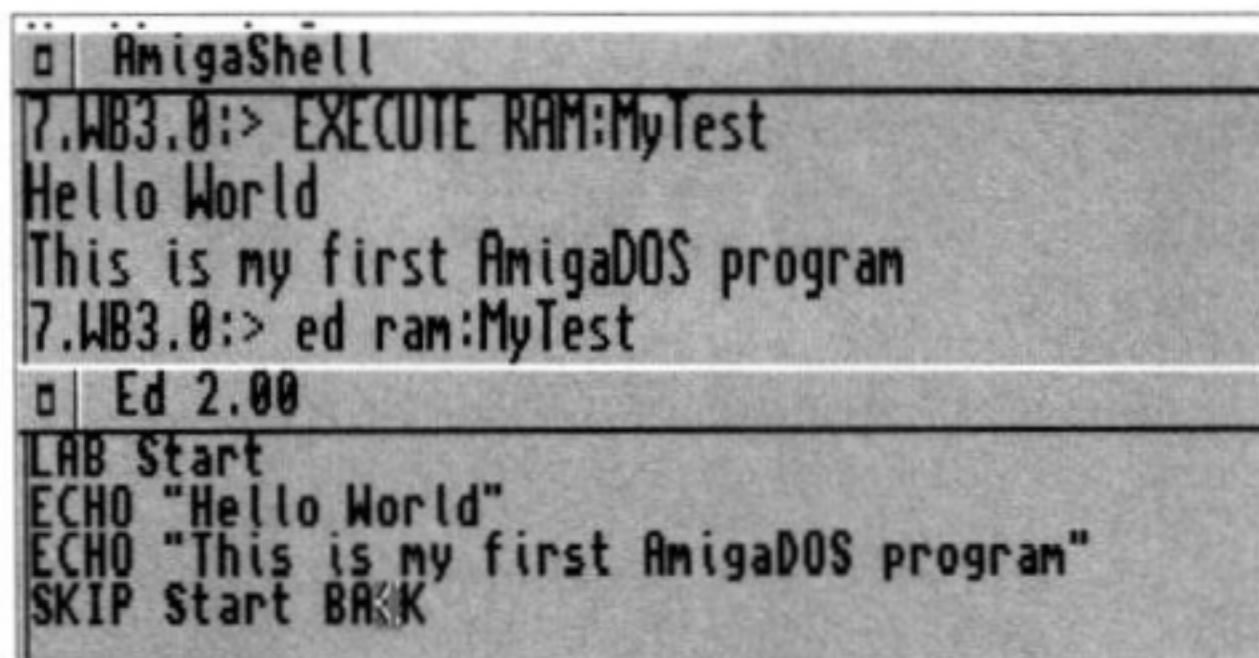 AmigaShell
7.WB3.0:> EXECUTE RAM:MyTest
Hello World
This is my first AmigaDOS program
7.WB3.0:> ed ram:MyTest
Ed 2.00
LAB Start
ECHO "Hello World"
ECHO "This is my first AmigaDOS program"
SKIP Start BACK